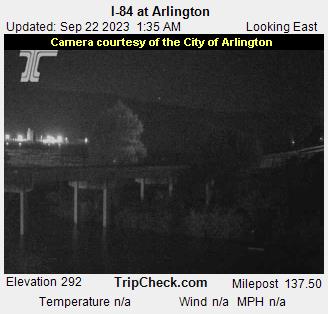 I-84 at Arlington
Updated: Sep 22 2023 1:35 AM Looking East
Camera courtesy of the City of Arlington
Elevation 292 TripCheck.com Milepost 137.50
Temperature n/a Wind n/a MPH n/a